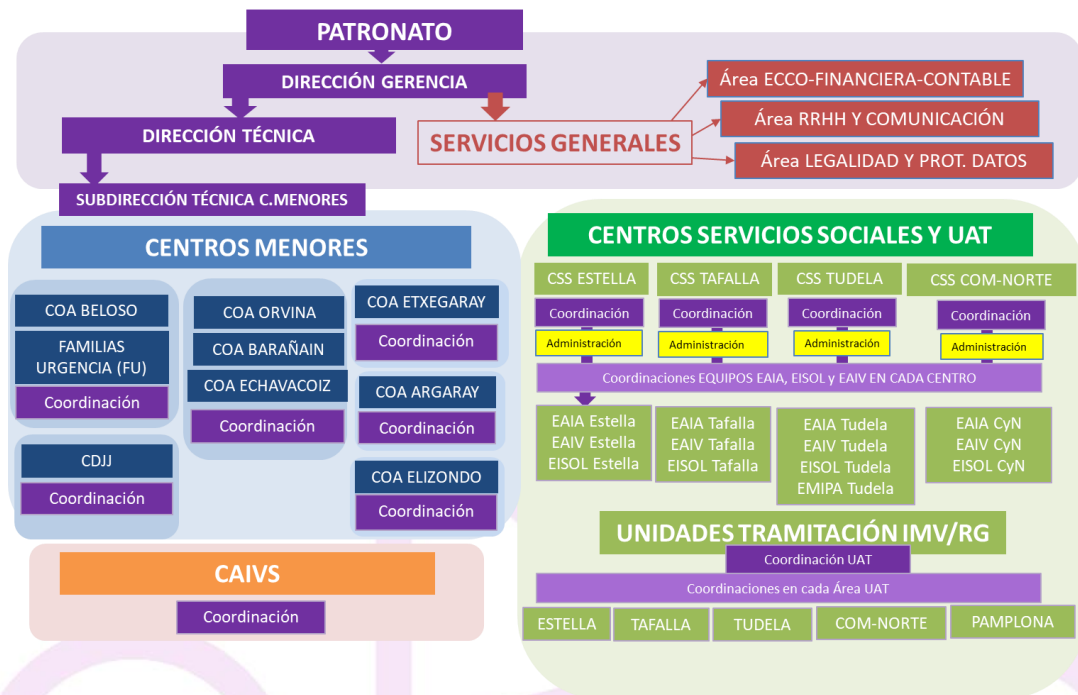 PATRONATO
DIRECCIÓN GERENCIA
DIRECCIÓN TÉCNICA
SERVICIOS GENERALES
Área ECCO-FINANCIERA-CONTABLE
Área RRHH Y COMUNICACIÓN
Área LEGALIDAD Y PROT. DATOS
SUBDIRECCIÓN TÉCNICA C.MENORES
CENTROS MENORES
COA BELOSO
FAMILIAS
URGENCIA (FU)
Coordinación
CDJJ
Coordinación
COA ORVINA
COA BARAÑAIN
COA ECHAVACOIZ
Coordinación
COA ETXEGARAY
Coordinación
COA ARGARAY
Coordinación
COA ELIZONDO
Coordinación
CAIVS
Coordinación
CENTROS SERVICIOS SOCIALES Y UAT
CSS ESTELLA
CSS TAFALLA
CSS TUDELA
CSS COM-NORTE
Coordinación
Coordinación
Coordinación
Coordinación
Administración
Administración
Administración
Administración
Coordinaciones EQUIPOS EAIA, EISOL y EAIV EN CADA CENTRO
EAIA Estella
EAIV Estella
EISOL Estella
EAIA Tafalla
EAIV Tafalla
EISOL Tafalla
EAIA Tudela
EAIV Tudela
EISOL Tudela
EMIPA Tudela
EAIA CyN
EAIV CyN
EISOL CyN
UNIDADES TRAMITACIÓN IMV/RG
Coordinación UAT
Coordinaciones en cada Área UAT
ESTELLA
TAFALLA
TUDELA
COM-NORTE
PAMPLONA